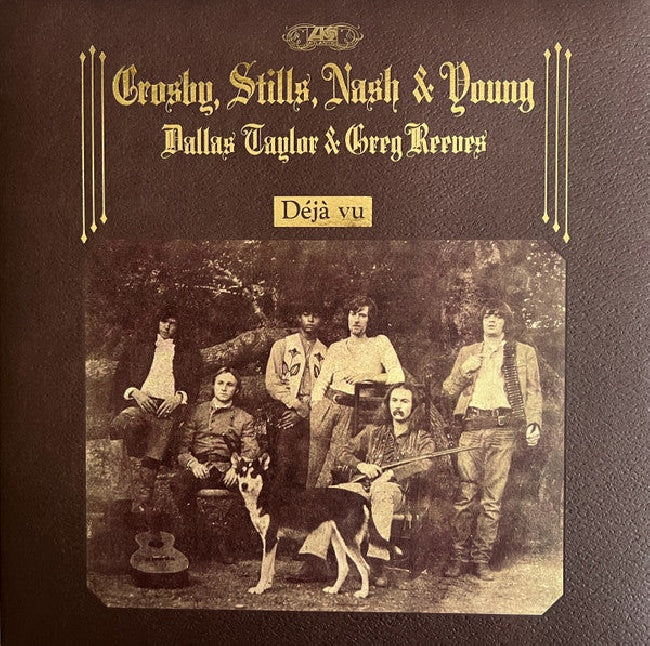 Crosby, Stills, Nash & Young
Dallas Taylor & Greg Reeves
Déjà vu